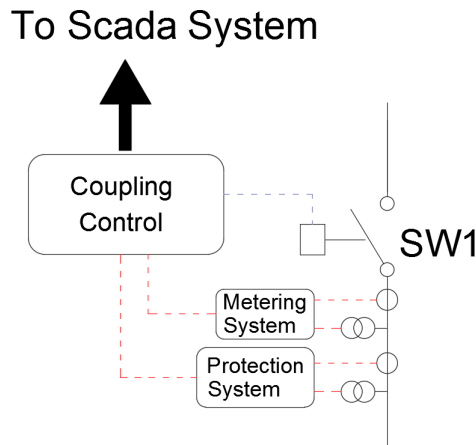 To Scada System
Coupling
Control
SW1
Metering
System
Protection
System